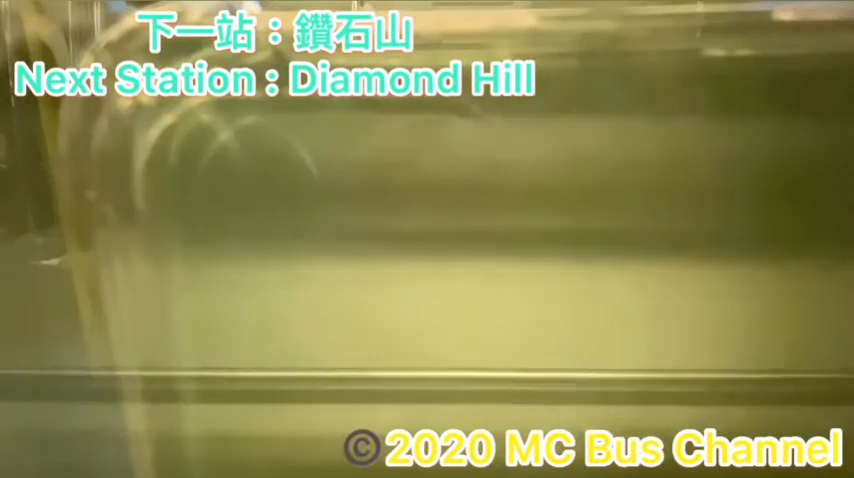 下一站：鑽石山
Next Station : Diamond Hill
©2020 MC Bus Channel